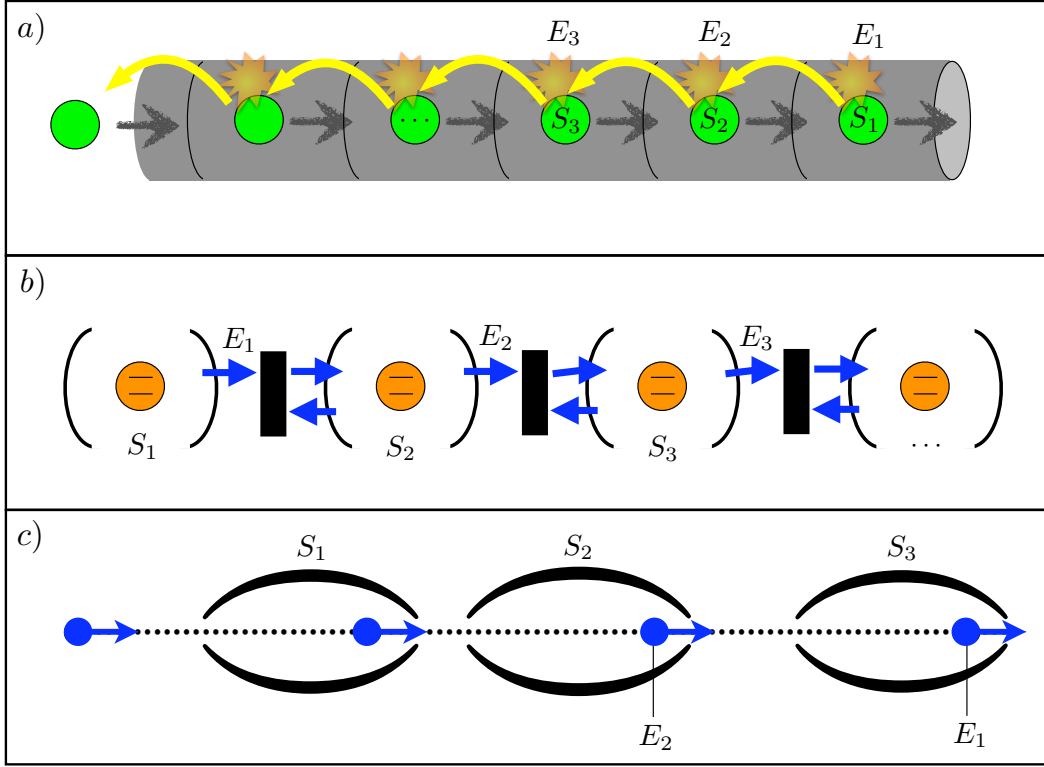 a)
E₃ E₂ E₁
... S₃ S₂ S₁
b)
E₁ E₂ E₃
S₁ S₂ S₃ ...
c)
S₁ S₂ S₃
E₂ E₁